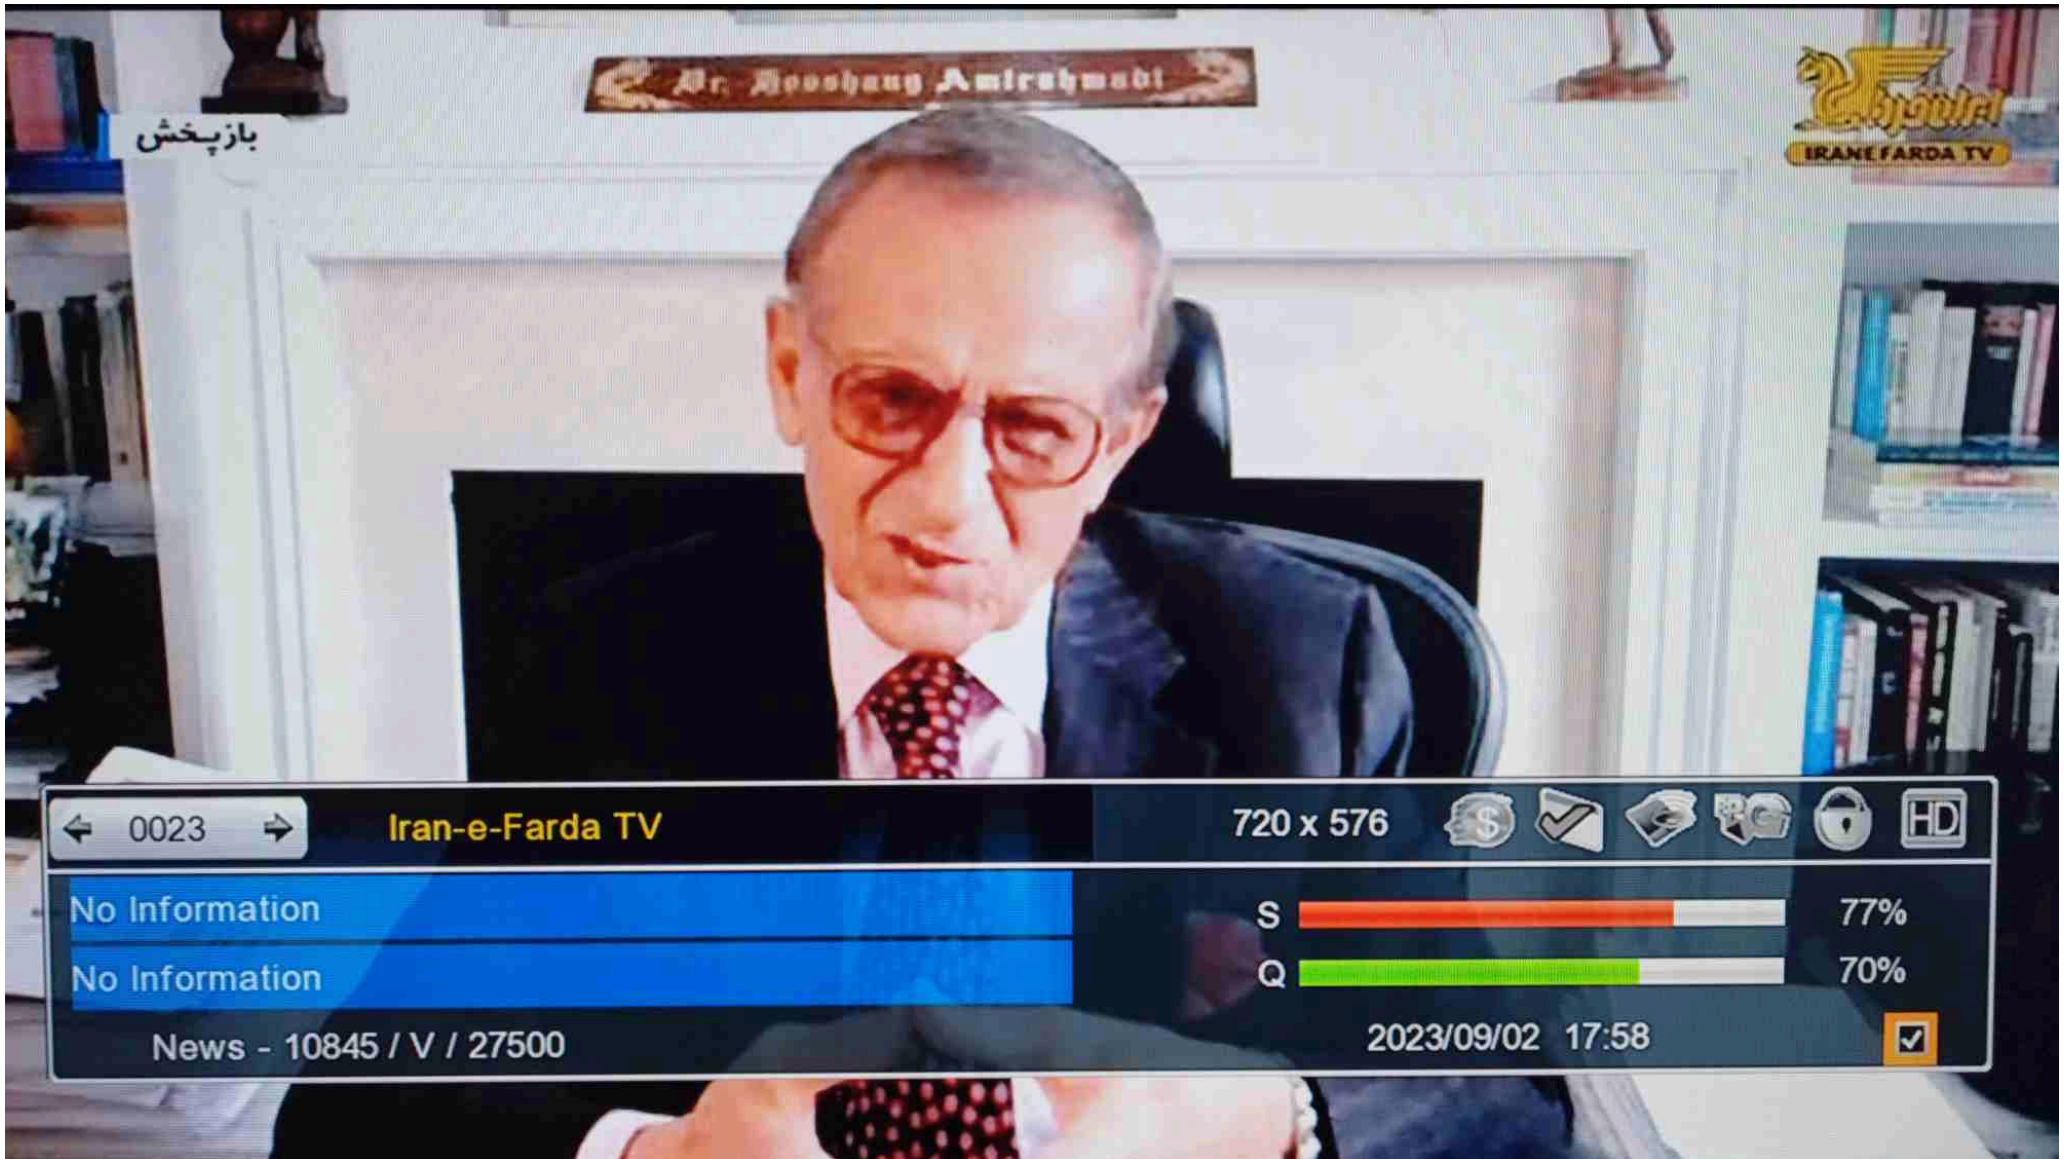 Dr. Hooshang Amirahmadi
بازپخش
IRANE FARDA TV
0023
Iran-e-Farda TV
720 x 576
$
HD
No Information
S
77%
No Information
Q
70%
News - 10845 / V / 27500
2023/09/02 17:58